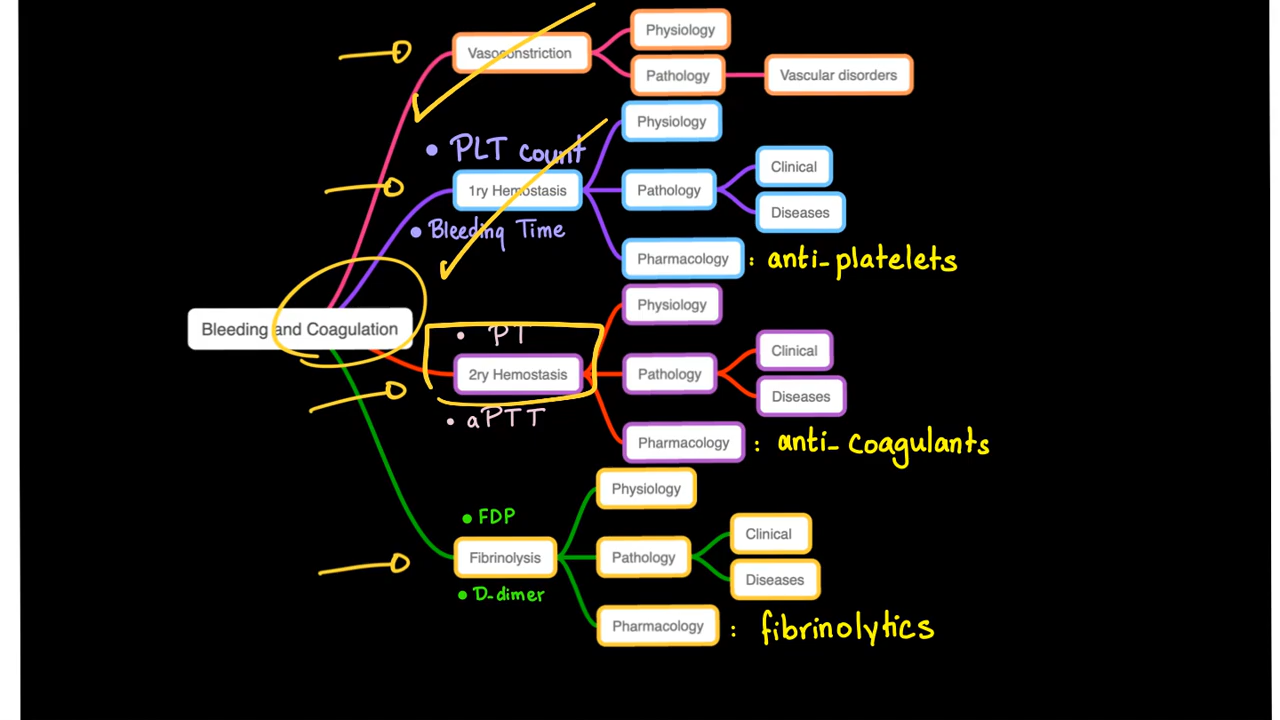 Vasoconstriction
Physiology
Pathology
Vascular disorders
• PLT count
1ry Hemostasis
• Bleeding Time
Physiology
Pathology
Clinical
Diseases
Pharmacology : anti-platelets
Bleeding and Coagulation
• PT
2ry Hemostasis
• aPTT
Physiology
Pathology
Clinical
Diseases
Pharmacology : anti-coagulants
• FDP
Fibrinolysis
• D-dimer
Physiology
Pathology
Clinical
Diseases
Pharmacology : fibrinolytics